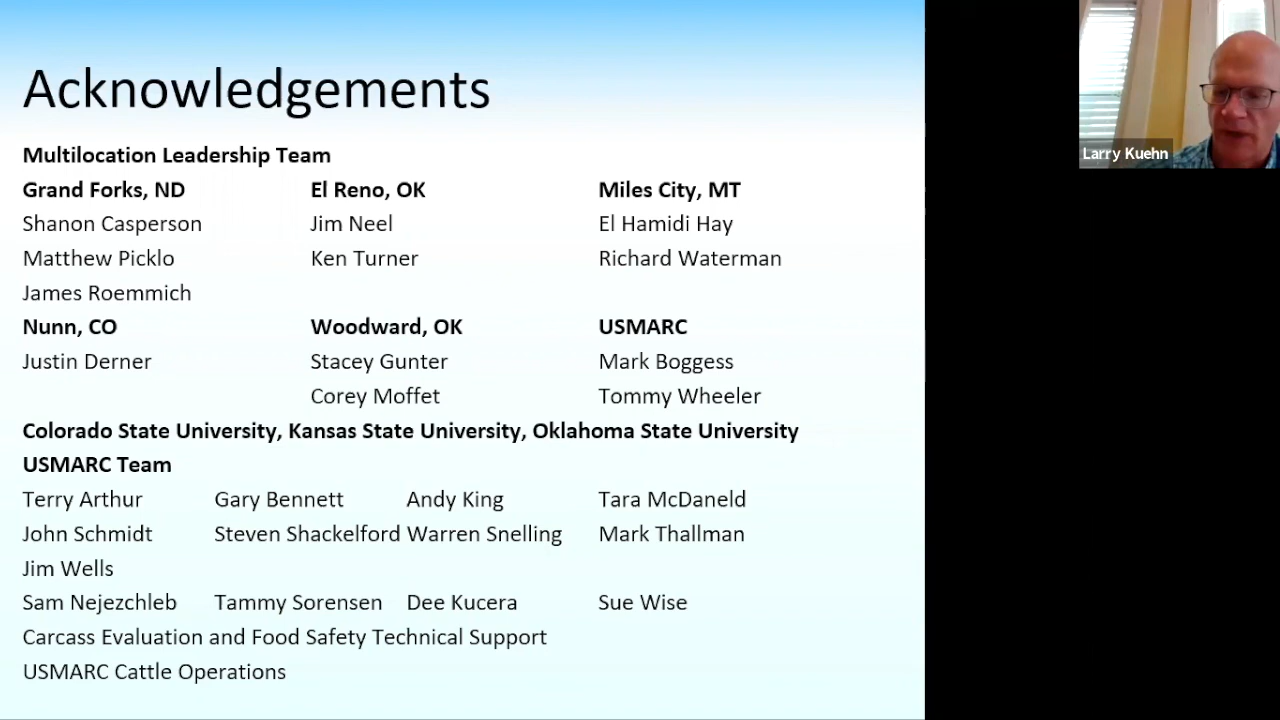 Acknowledgements
Multilocation Leadership Team
Grand Forks, ND El Reno, OK Miles City, MT
Shanon Casperson Jim Neel El Hamidi Hay
Matthew Picklo Ken Turner Richard Waterman
James Roemmich
Nunn, CO Woodward, OK USMARC
Justin Derner Stacey Gunter Mark Boggess
Corey Moffet Tommy Wheeler
Colorado State University, Kansas State University, Oklahoma State University
USMARC Team
Terry Arthur Gary Bennett Andy King Tara McDaneld
John Schmidt Steven Shackelford Warren Snelling Mark Thallman
Jim Wells
Sam Nejezchleb Tammy Sorensen Dee Kucera Sue Wise
Carcass Evaluation and Food Safety Technical Support
USMARC Cattle Operations
Larry Kuehn